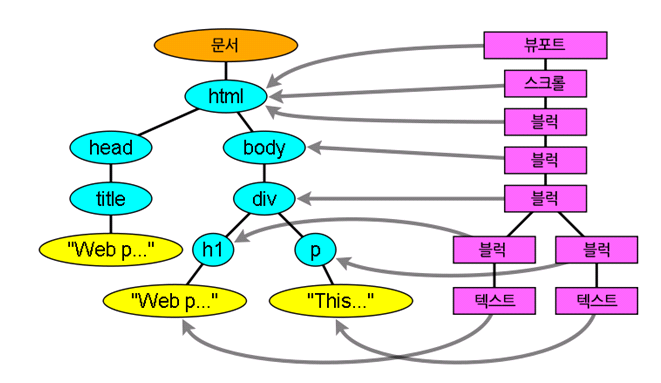 문서
뷰포트
html
스크롤
블럭
head
body
블럭
title
div
블럭
"Web p..."
h1
p
블럭
블럭
"Web p..."
"This..."
텍스트
텍스트